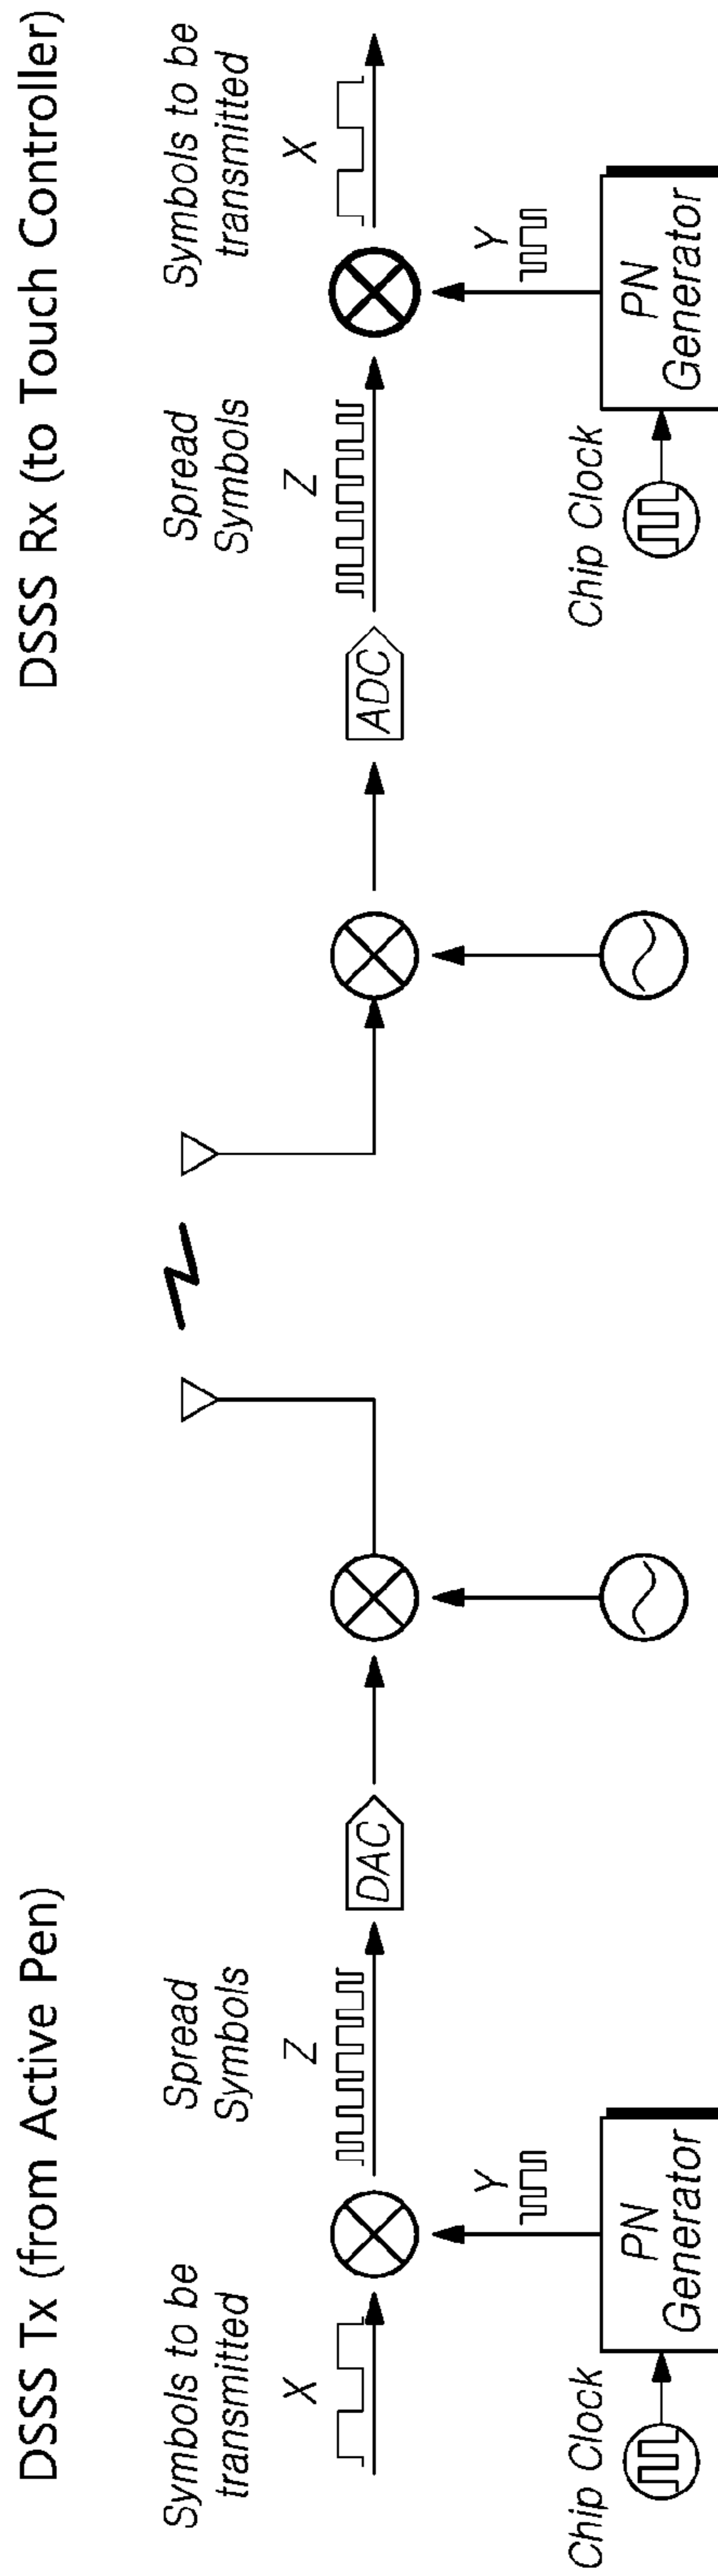 DSSS Tx (from Active Pen)
Symbols to be
transmitted
X
Spread
Symbols
Z
DAC
Y
Chip Clock
PN
Generator
DSSS Rx (to Touch Controller)
ADC
Spread
Symbols
Z
Symbols to be
transmitted
X
Y
Chip Clock
PN
Generator